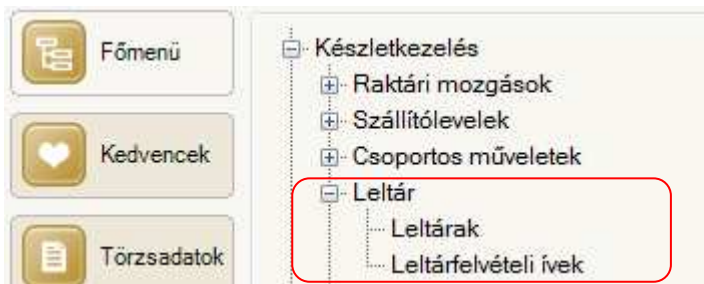 Főmenü
Kedvencek
Törzsadatok
Készletkezelés
Raktári mozgások
Szállítólevelek
Csoportos műveletek
Leltár
Leltárak
Leltárfelvételi ívek